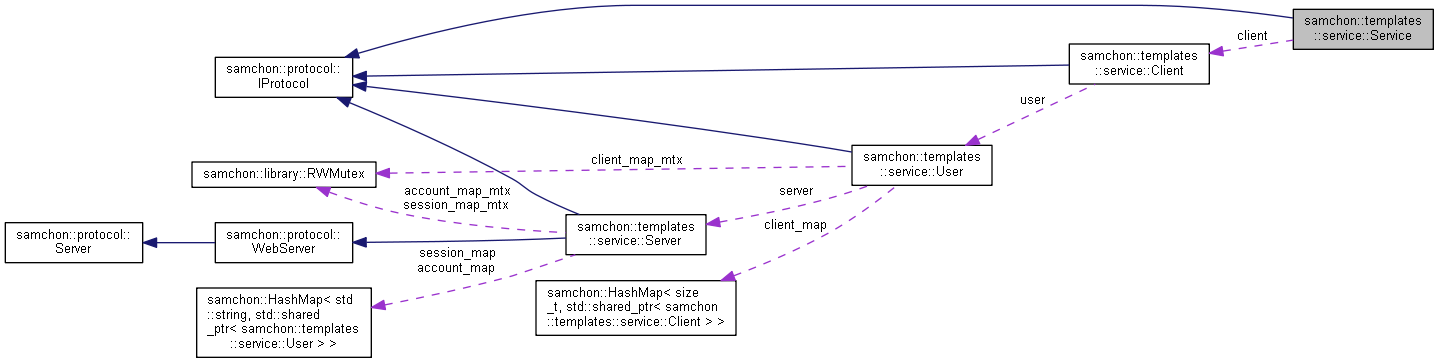 samchon::templates
::service::Service
client
samchon::templates
::service::Client
samchon::protocol::
IProtocol
user
samchon::templates
::service::User
client_map_mtx
samchon::library::RWMutex
account_map_mtx
session_map_mtx
server
client_map
samchon::templates
::service::Server
samchon::protocol::
Server
samchon::protocol::
WebServer
session_map
account_map
samchon::HashMap< std
::string, std::shared
_ptr< samchon::templates
::service::User > >
samchon::HashMap< size
_t, std::shared_ptr< samchon
::templates::service::Client > >